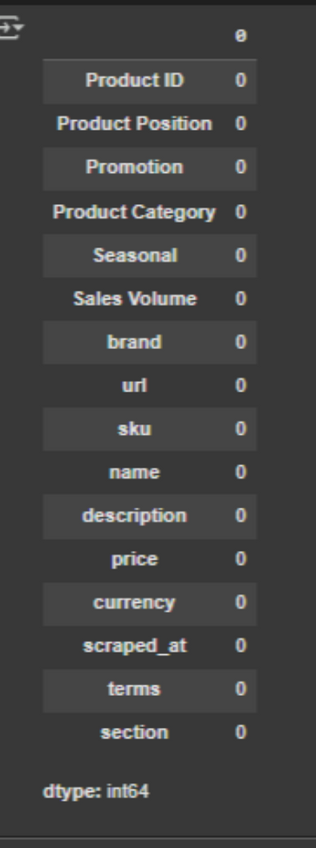 0
Product ID 0
Product Position 0
Promotion 0
Product Category 0
Seasonal 0
Sales Volume 0
brand 0
url 0
sku 0
name 0
description 0
price 0
currency 0
scraped_at 0
terms 0
section 0
dtype: int64